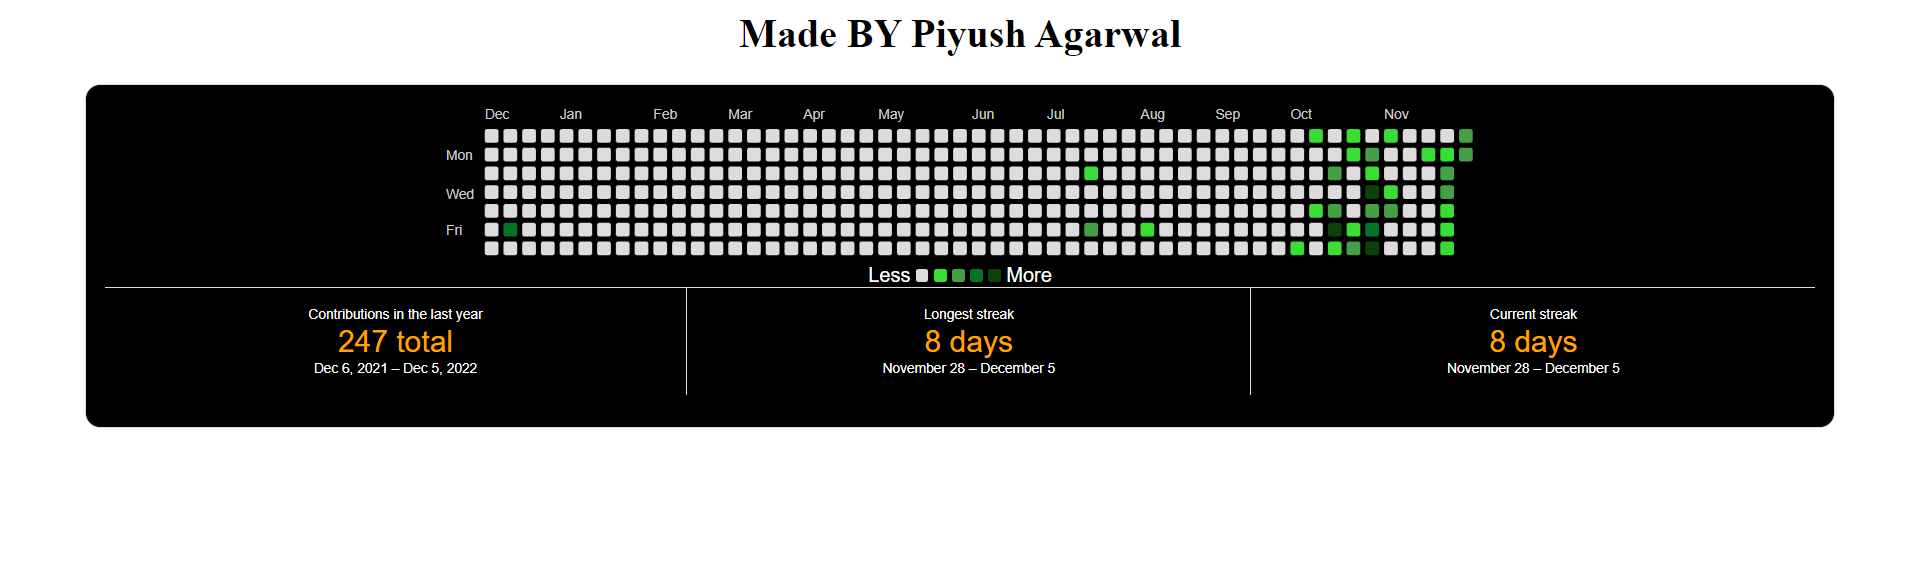 Made BY Piyush Agarwal
Dec Jan Feb Mar Apr May Jun Jul Aug Sep Oct Nov
Mon
Wed
Fri
Less More
Contributions in the last year
247 total
Dec 6, 2021 – Dec 5, 2022
Longest streak
8 days
November 28 – December 5
Current streak
8 days
November 28 – December 5